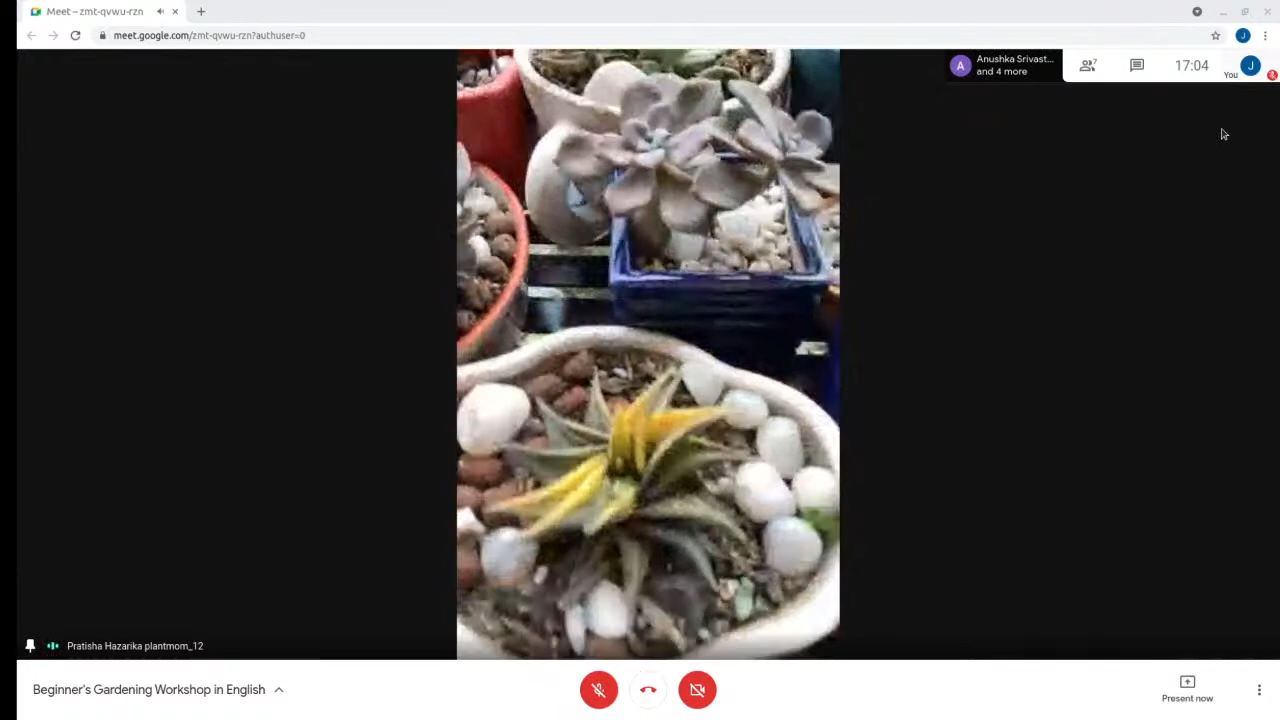 Meet – zmt-qvwu-rzn
meet.google.com/zmt-qvwu-rzn?authuser=0
J
A
Anushka Srivast...
and 4 more
7
17:04
You
J
Pratisha Hazarika plantmom_12
Beginner's Gardening Workshop in English
Present now